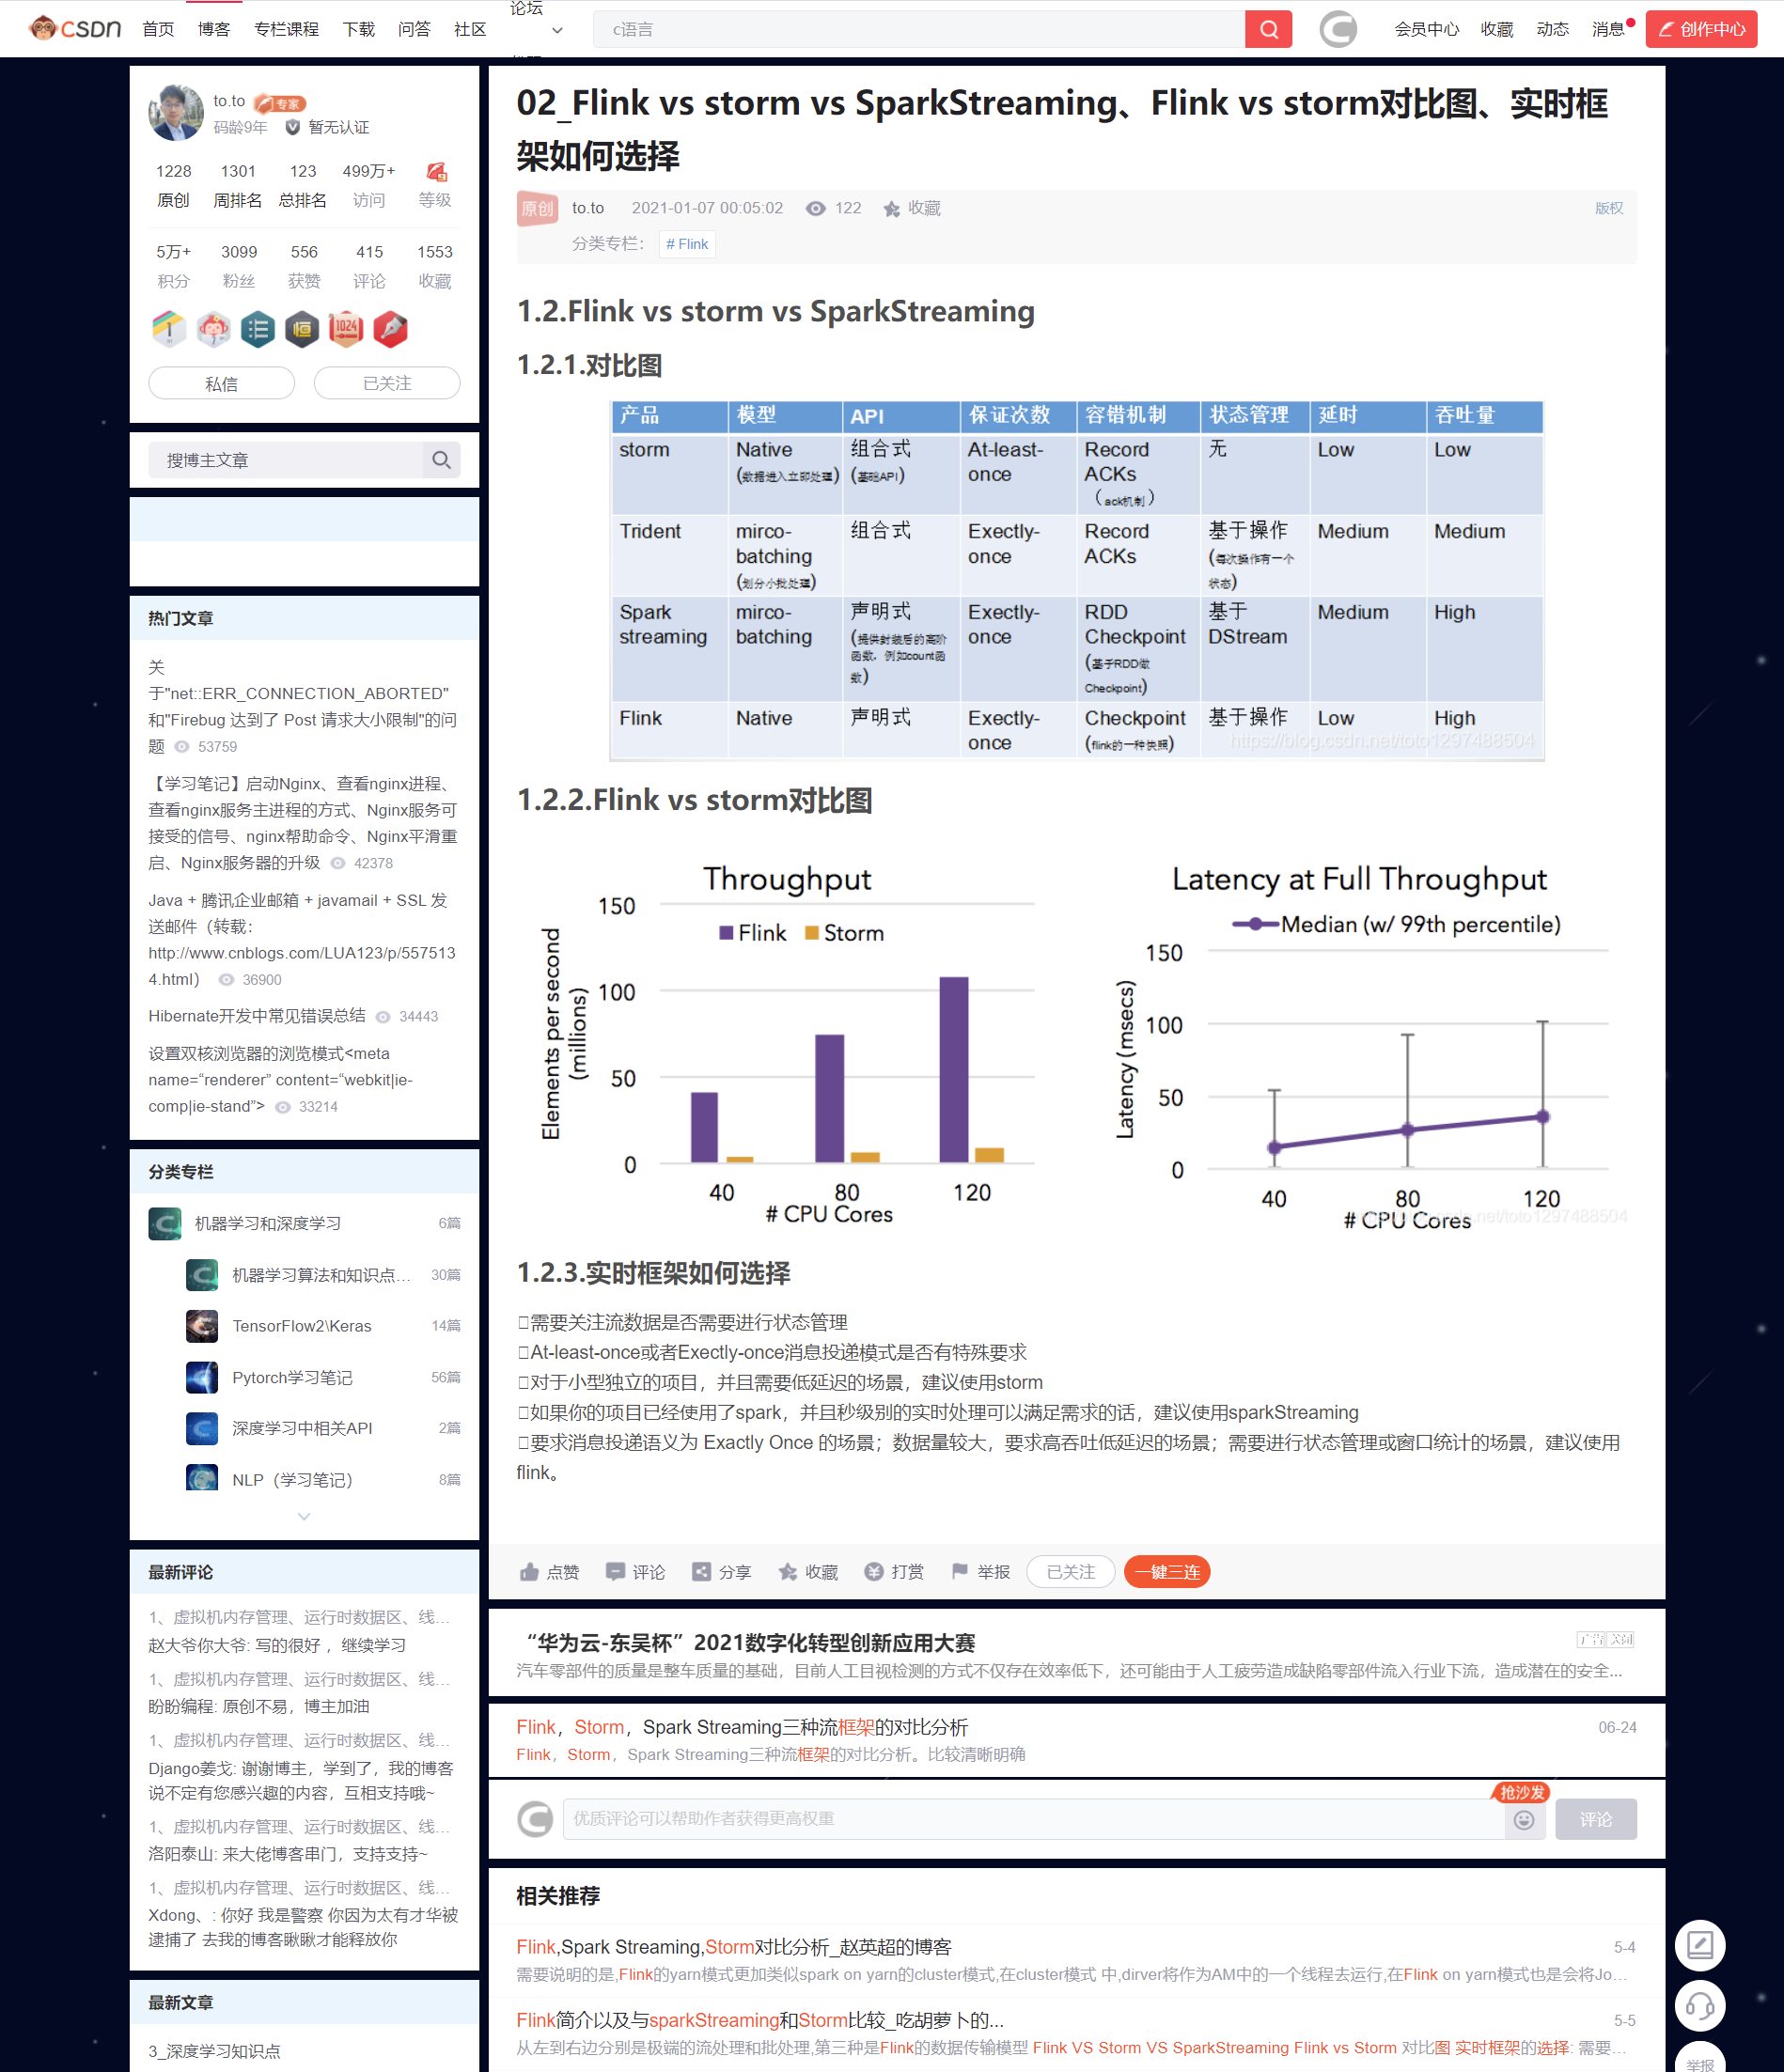 CSDN 首页 博客 专栏课程 下载 问答 社区 论坛
c语言
会员中心 收藏 动态 消息 创作中心
to.to 专家
码龄9年 暂无认证
1228 1301 123 499万+
原创 周排名 总排名 访问 等级
5万+ 3099 556 415 1553
积分 粉丝 获赞 评论 收藏
1024
私信 已关注
搜博主文章
热门文章
关
于"net::ERR_CONNECTION_ABORTED"
和"Firebug 达到了 Post 请求大小限制"的问
题 53759
【学习笔记】启动Nginx、查看nginx进程、
查看nginx服务主进程的方式、Nginx服务可
接受的信号、nginx帮助命令、Nginx平滑重
启、Nginx服务器的升级 42378
Java + 腾讯企业邮箱 + javamail + SSL 发
送邮件（转载：
http://www.cnblogs.com/LUA123/p/557513
4.html） 36900
Hibernate开发中常见错误总结 34443
设置双核浏览器的浏览模式<meta
name=“renderer” content=“webkit|ie-
comp|ie-stand”> 33214
分类专栏
机器学习和深度学习 6篇
机器学习算法和知识点... 30篇
TensorFlow2\Keras 14篇
Pytorch学习笔记 56篇
深度学习中相关API 2篇
NLP（学习笔记） 8篇
最新评论
1、虚拟机内存管理、运行时数据区、线...
赵大爷你大爷: 写的很好 ，继续学习
1、虚拟机内存管理、运行时数据区、线...
盼盼编程: 原创不易，博主加油
1、虚拟机内存管理、运行时数据区、线...
Django姜戈: 谢谢博主，学到了，我的博客
说不定有您感兴趣的内容，互相支持哦~
1、虚拟机内存管理、运行时数据区、线...
洛阳泰山: 来大佬博客串门，支持支持~
1、虚拟机内存管理、运行时数据区、线...
Xdong、: 你好 我是警察 你因为太有才华被
逮捕了 去我的博客瞅瞅才能释放你
最新文章
3_深度学习知识点
02_Flink vs storm vs SparkStreaming、Flink vs storm对比图、实时框
架如何选择
原创 to.to 2021-01-07 00:05:02 122 收藏 版权
分类专栏： # Flink
1.2.Flink vs storm vs SparkStreaming
1.2.1.对比图
产品 模型 API 保证次数 容错机制 状态管理 延时 吞吐量
storm Native 组合式 At-least- Record 无 Low Low
(数据进入立即处理) (基础API) once ACKs
（ack机制）
Trident mirco- 组合式 Exectly- Record 基于操作 Medium Medium
batching once ACKs (每次操作有一个
(划分小批处理) 状态)
Spark mirco- 声明式 Exectly- RDD 基于 Medium High
streaming batching (提供封装后的高阶 once Checkpoint DStream
函数，例如count函 (基于RDD做
数) Checkpoint)
Flink Native 声明式 Exectly- Checkpoint 基于操作 Low High
once (flink的一种快照)
https://blog.csdn.net/toto1297488504
1.2.2.Flink vs storm对比图
Throughput
150
Flink Storm
100
50
0
Elements per second
(millions)
40 80 120
# CPU Cores
Latency at Full Throughput
Median (w/ 99th percentile)
150
100
50
0
Latency (msecs)
40 80 120
# CPU Cores
csdn.net/toto1297488504
1.2.3.实时框架如何选择
需要关注流数据是否需要进行状态管理
At-least-once或者Exectly-once消息投递模式是否有特殊要求
对于小型独立的项目，并且需要低延迟的场景，建议使用storm
如果你的项目已经使用了spark，并且秒级别的实时处理可以满足需求的话，建议使用sparkStreaming
要求消息投递语义为 Exactly Once 的场景；数据量较大，要求高吞吐低延迟的场景；需要进行状态管理或窗口统计的场景，建议使用
flink。
点赞 评论 分享 收藏 打赏 举报 已关注 一键三连
“华为云-东吴杯”2021数字化转型创新应用大赛 广告 关闭
汽车零部件的质量是整车质量的基础，目前人工目视检测的方式不仅存在效率低下，还可能由于人工疲劳造成缺陷零部件流入行业下流，造成潜在的安全...
Flink，Storm，Spark Streaming三种流框架的对比分析 06-24
Flink，Storm，Spark Streaming三种流框架的对比分析。比较清晰明确
抢沙发
优质评论可以帮助作者获得更高权重 评论
相关推荐
Flink,Spark Streaming,Storm对比分析_赵英超的博客 5-4
需要说明的是,Flink的yarn模式更加类似spark on yarn的cluster模式,在cluster模式 中,dirver将作为AM中的一个线程去运行,在Flink on yarn模式也是会将Jo...
Flink简介以及与sparkStreaming和Storm比较_吃胡萝卜的... 5-5
从左到右边分别是极端的流处理和批处理,第三种是Flink的数据传输模型 Flink VS Storm VS SparkStreaming Flink vs Storm 对比图 实时框架的选择: 需要...
举报